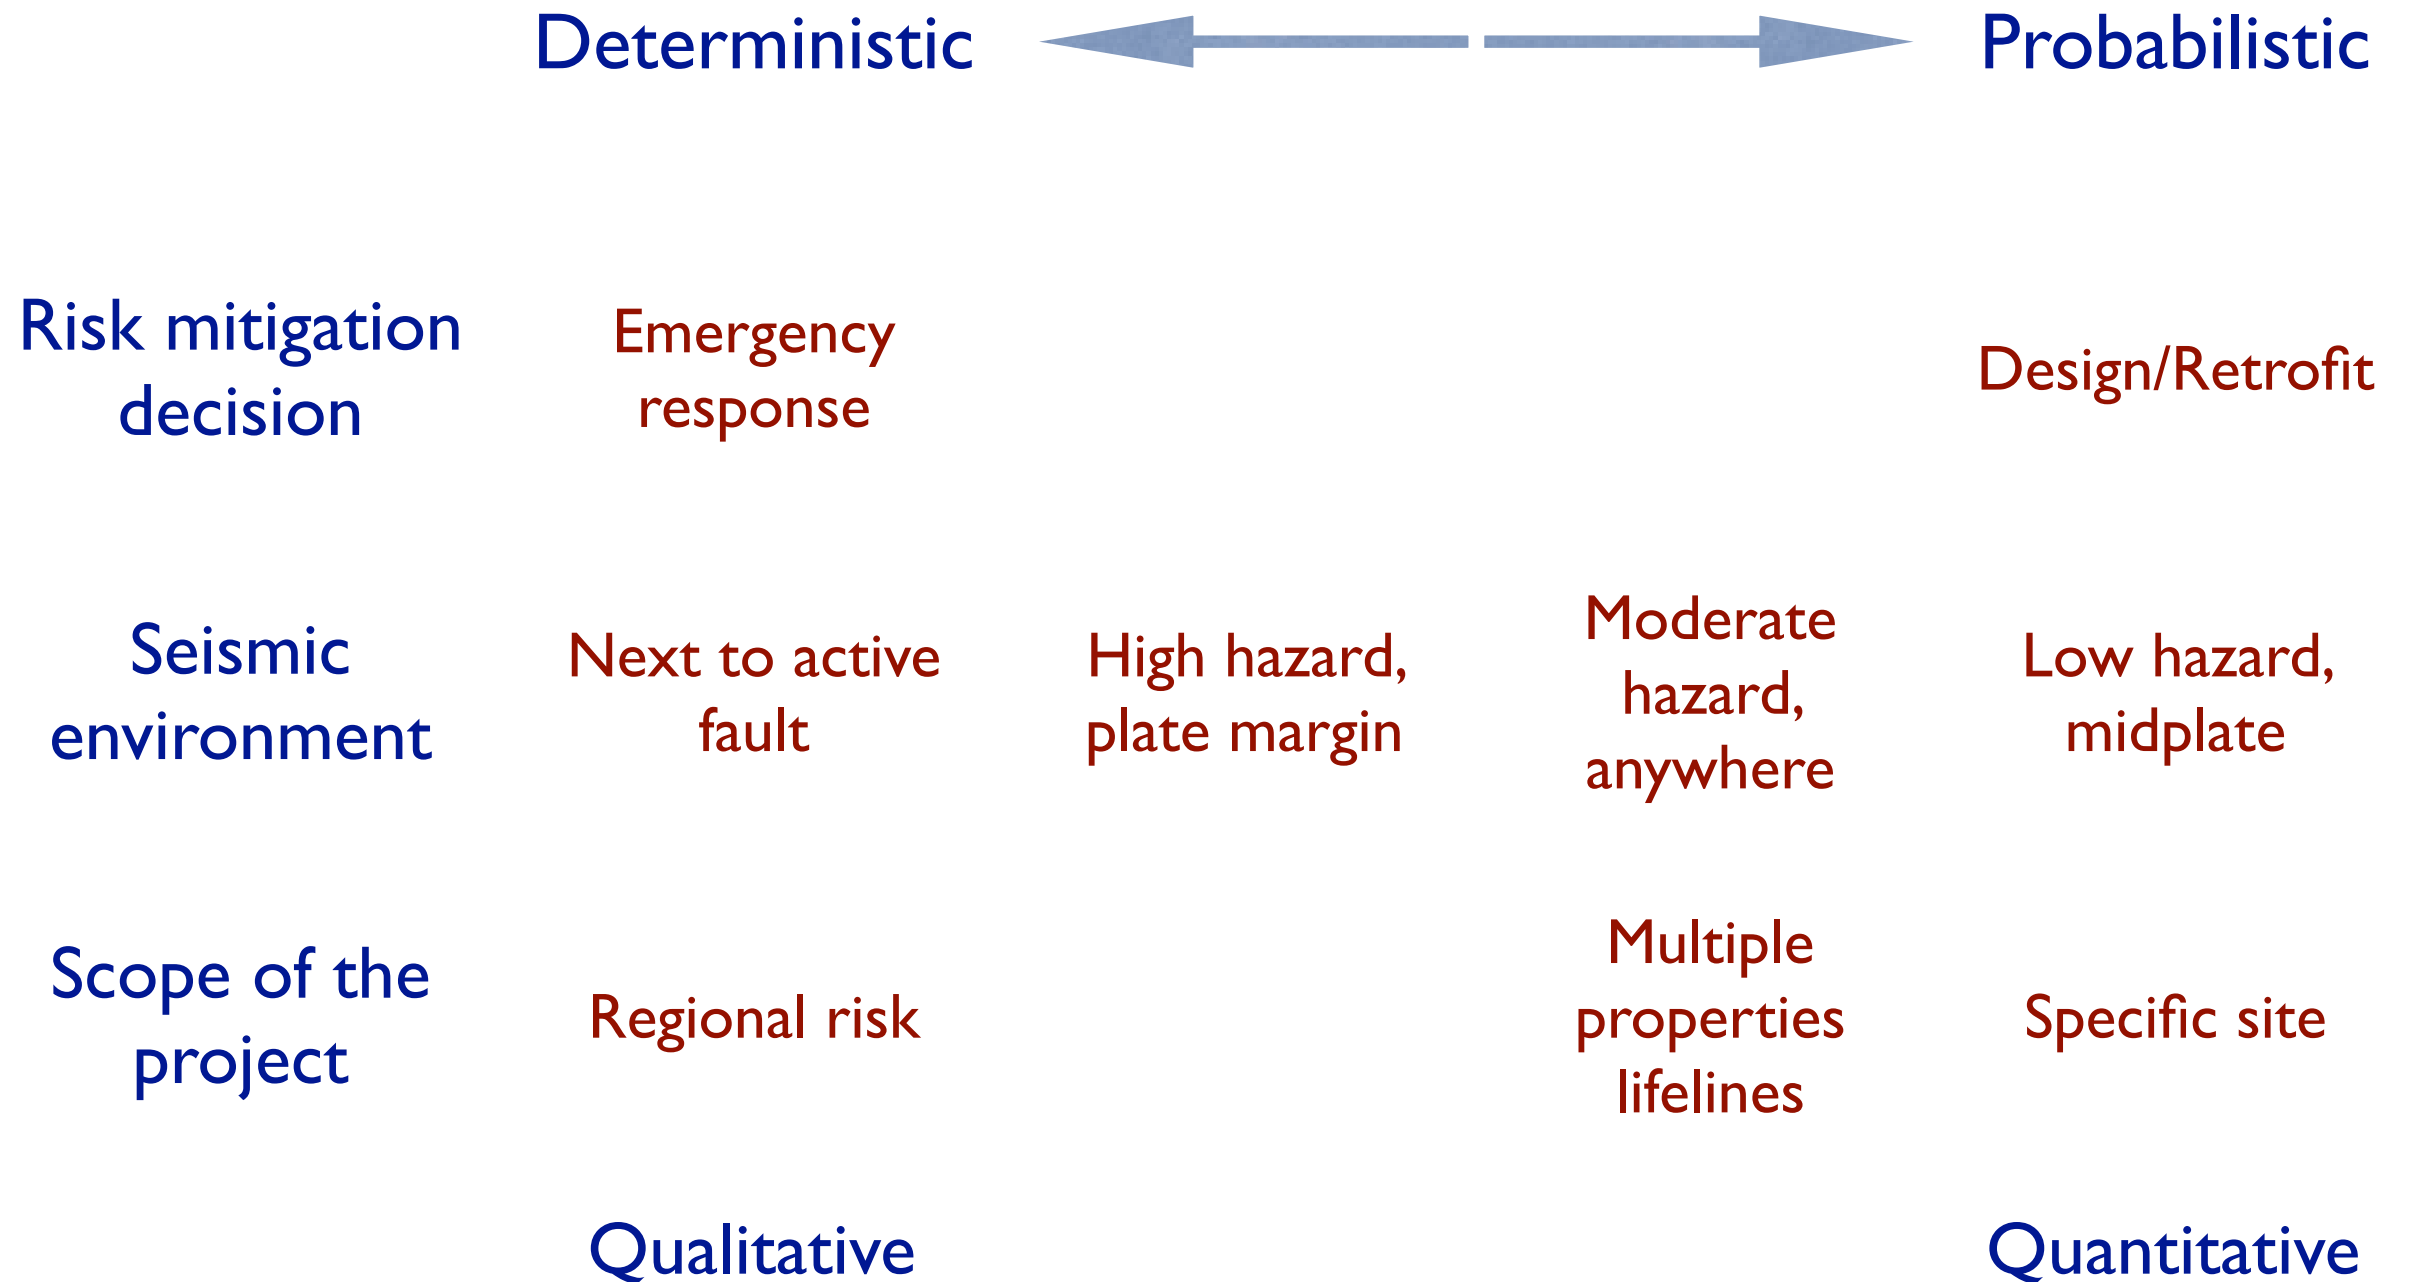 Deterministic Probabilistic
Risk mitigation
decision
Emergency
response
Design/Retrofit
Seismic
environment
Next to active
fault
High hazard,
plate margin
Moderate
hazard,
anywhere
Low hazard,
midplate
Scope of the
project
Regional risk
Multiple
properties
lifelines
Specific site
Qualitative Quantitative